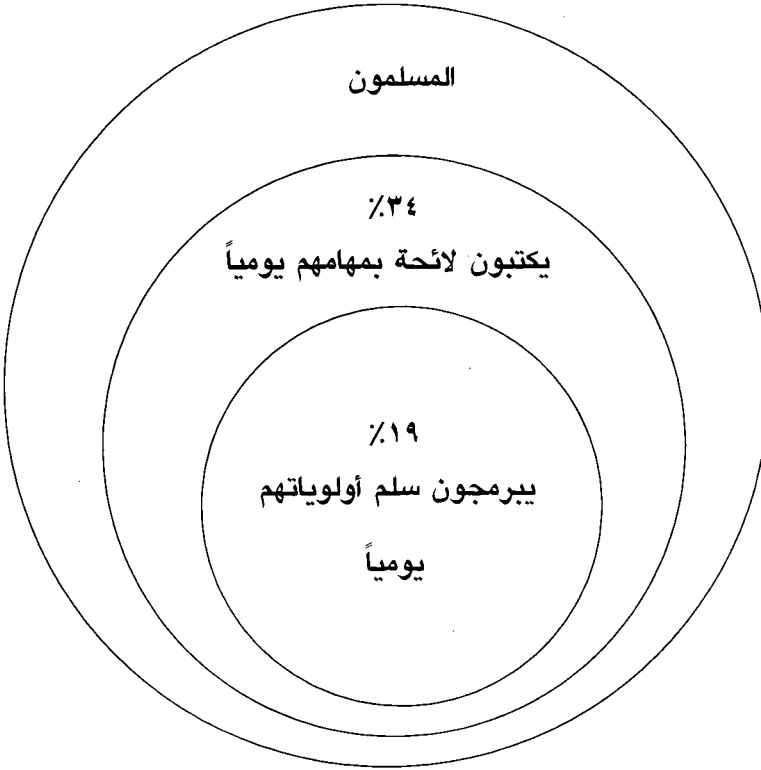 المسلمون
٪٣٤
يكتبون لائحة بمهامهم يومياً
٪١٩
يبرمجون سلم أولوياتهم
يومياً